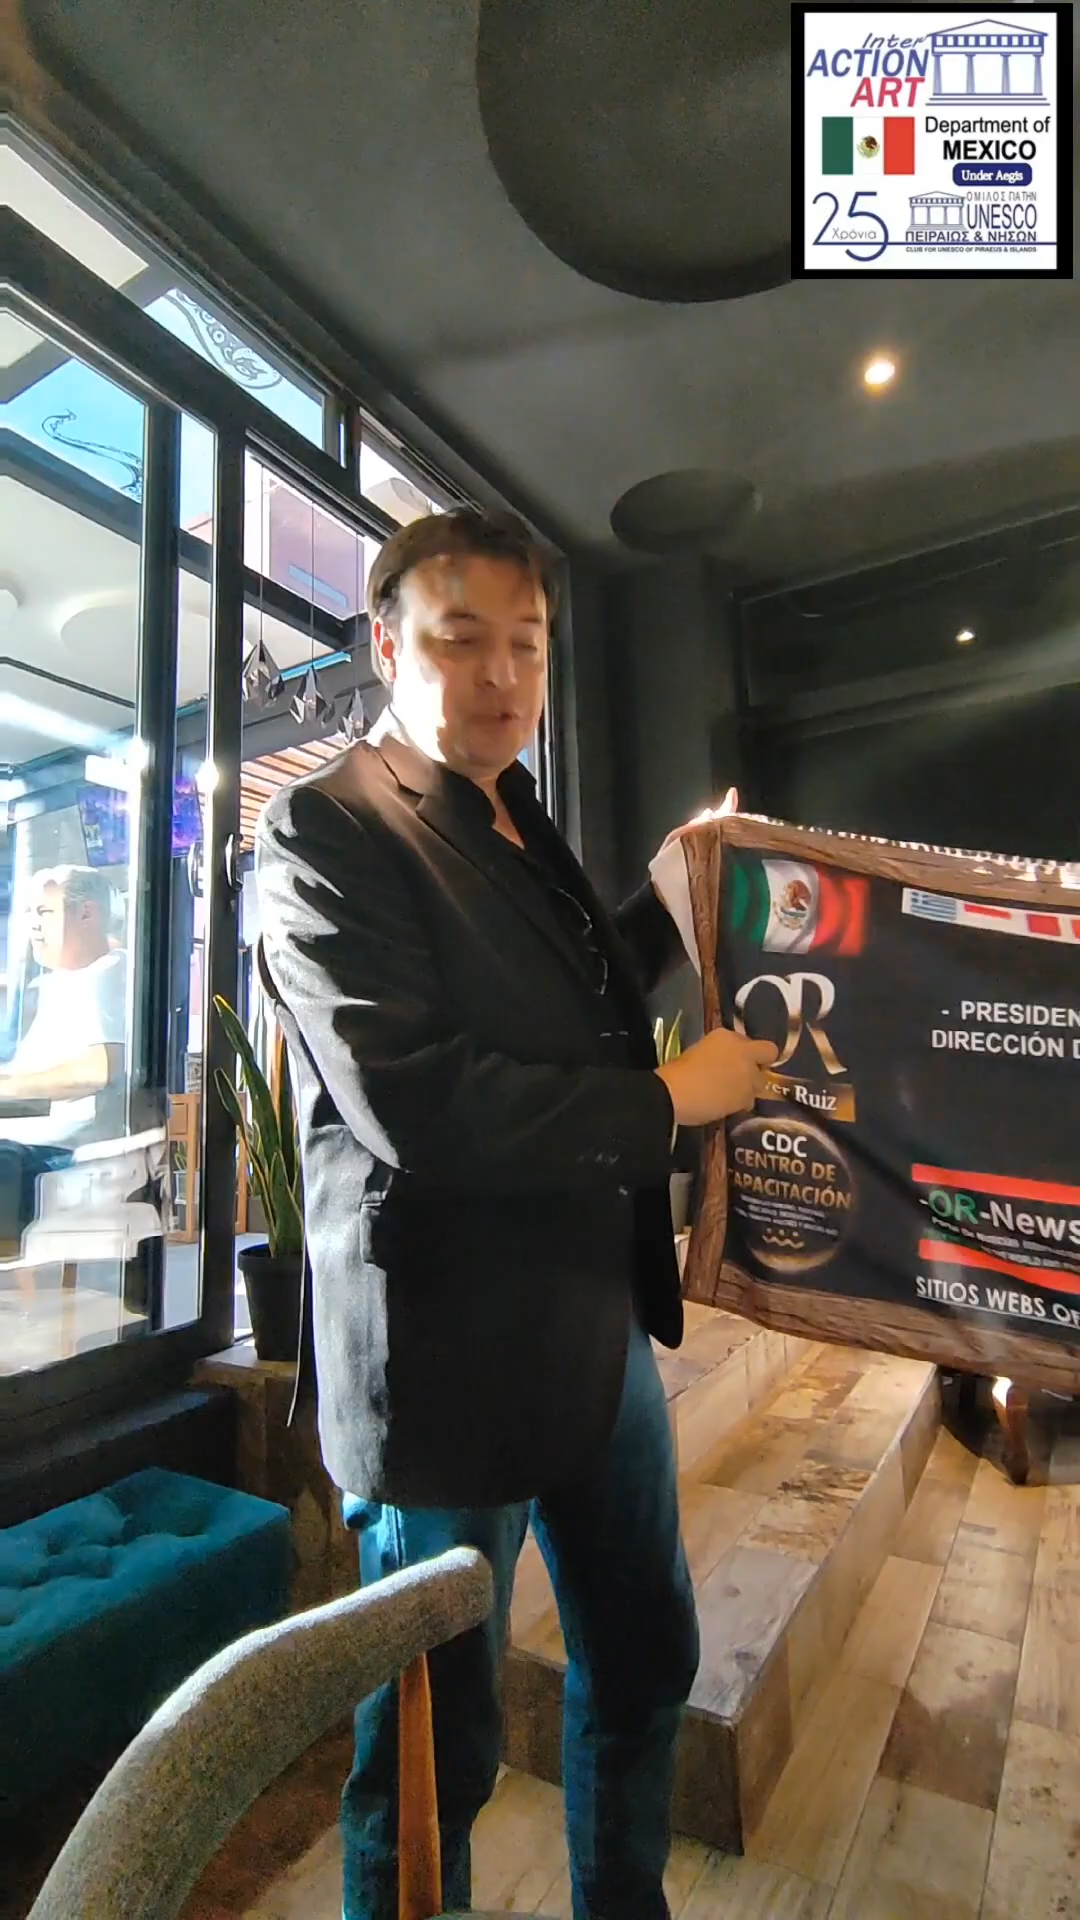 Inter
ACTION
ART
Department of
MEXICO
Under Aegis
25
Χρόνια
ΟΜΙΛΟΣ ΓΙΑ ΤΗΝ
UNESCO
ΠΕΙΡΑΙΩΣ & ΝΗΣΩΝ
CLUB FOR UNESCO OF PIRAEUS & ISLANDS
OR
Ruiz
CDC
CENTRO DE
CAPACITACIÓN
- PRESIDEN
DIRECCIÓN D
-OR-News
SITIOS WEBS OF